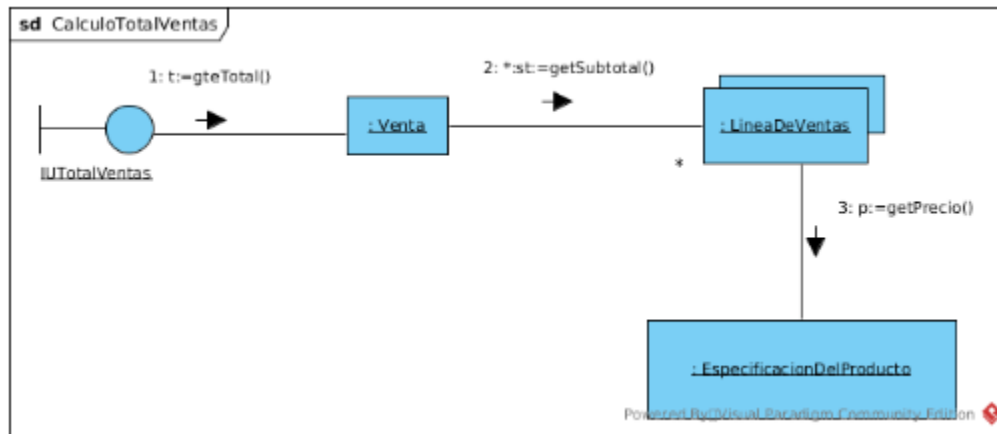 sd CalculoTotalVentas
1: t:=gteTotal()
2: *:st:=getSubtotal()
: Venta
: LineaDeVentas
IUTotalVentas
*
3: p:=getPrecio()
: EspecificacionDelProducto
Powered By Visual Paradigm Community Edition